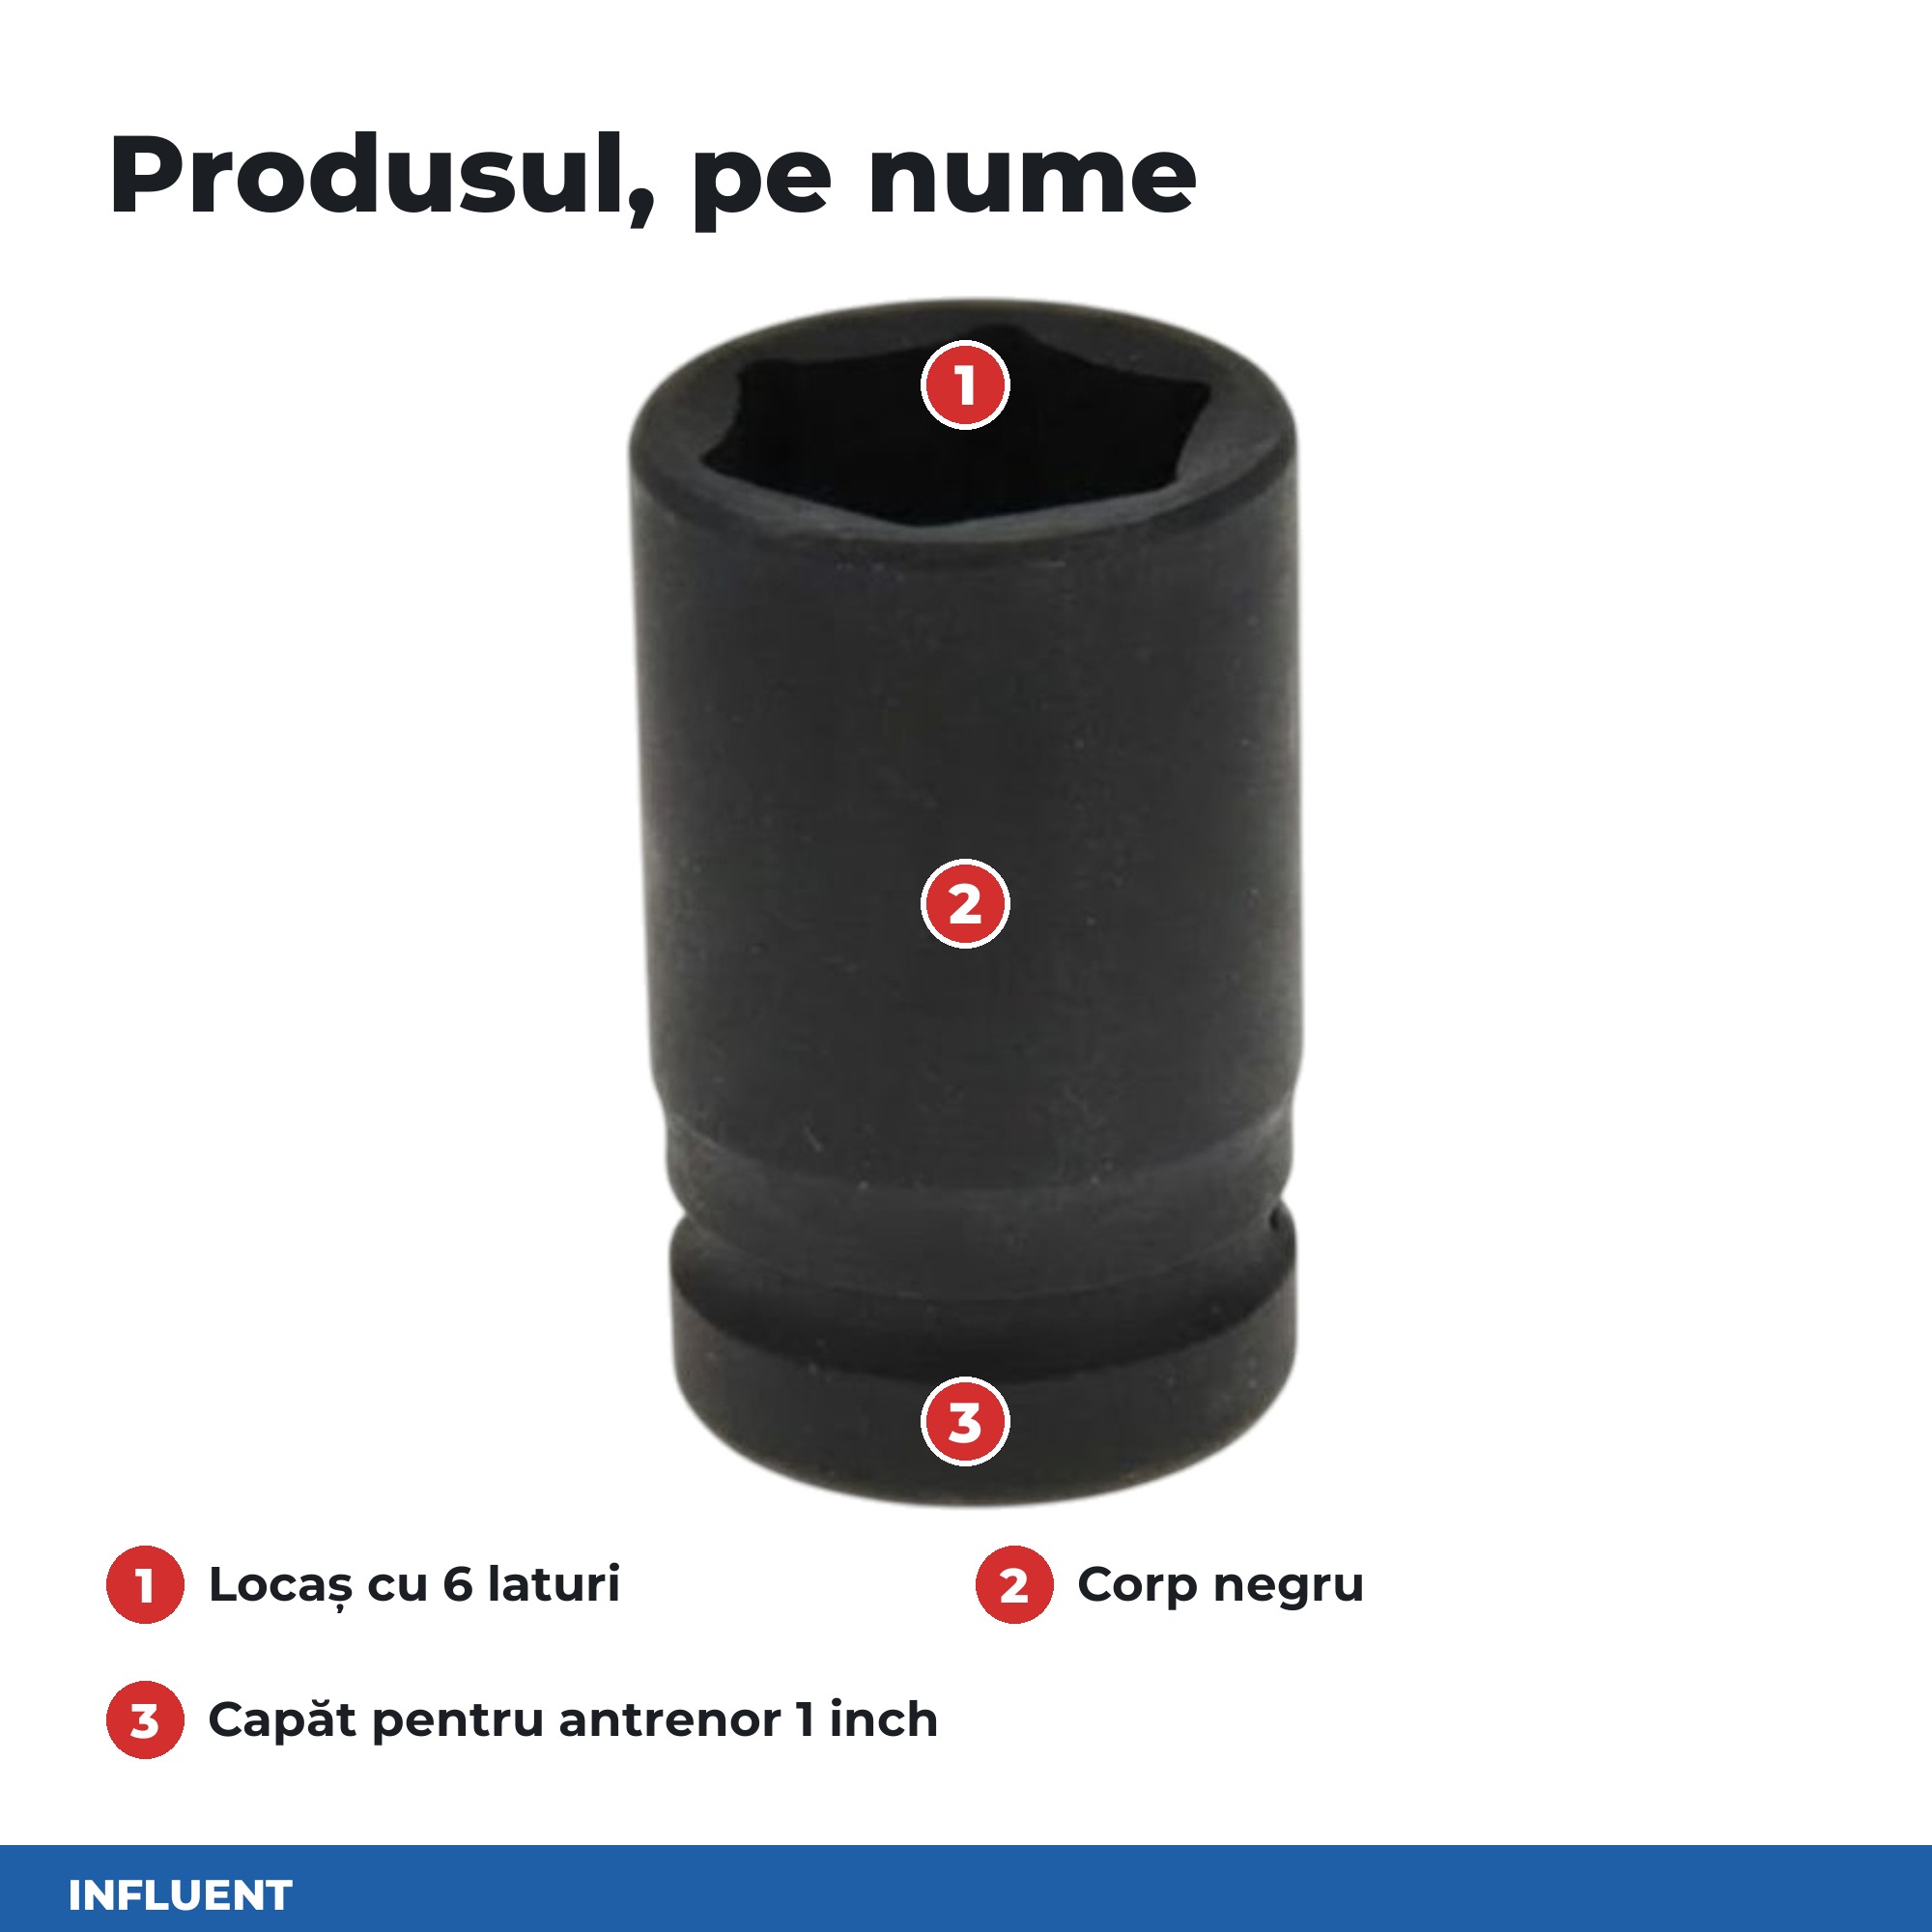 Produsul, pe nume
1
2
3
1 Locaș cu 6 laturi
2 Corp negru
3 Capăt pentru antrenor 1 inch
INFLUENT